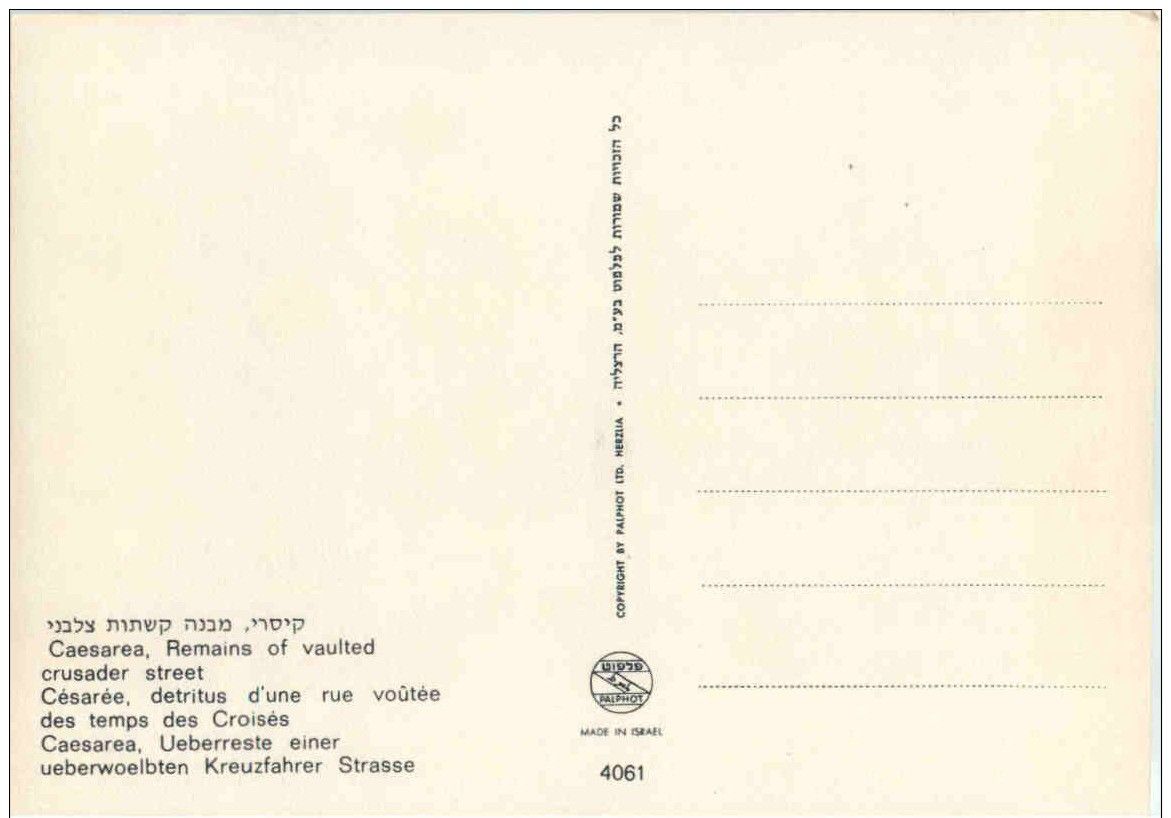 קיסרי, מבנה קשתות צלבני
Caesarea, Remains of vaulted
crusader street
Césarée, detritus d'une rue voûtée
des temps des Croisés
Caesarea, Ueberreste einer
ueberwoelbten Kreuzfahrer Strasse
COPYRIGHT BY PALPHOT LTD. HERZLIA • כל הזכויות שמורות לפלפוט בע"מ, הרצליה
פלפוט
PALPHOT
MADE IN ISRAEL
4061